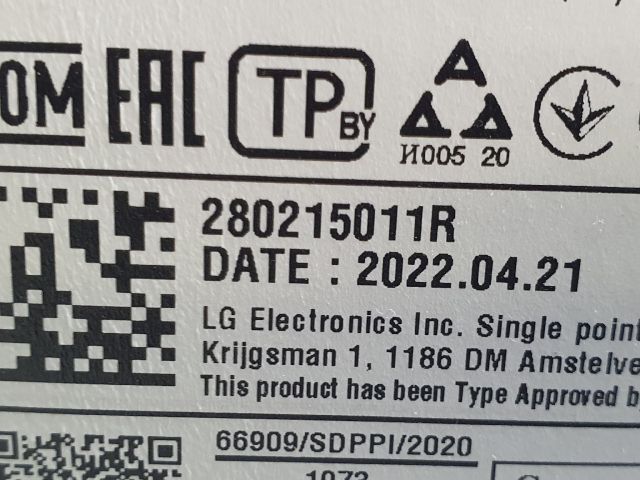 OM EAC TP BY
И005 20
280215011R
DATE : 2022.04.21
LG Electronics Inc. Single point
Krijgsman 1, 1186 DM Amstelve
This product has been Type Approved b
66909/SDPPI/2020